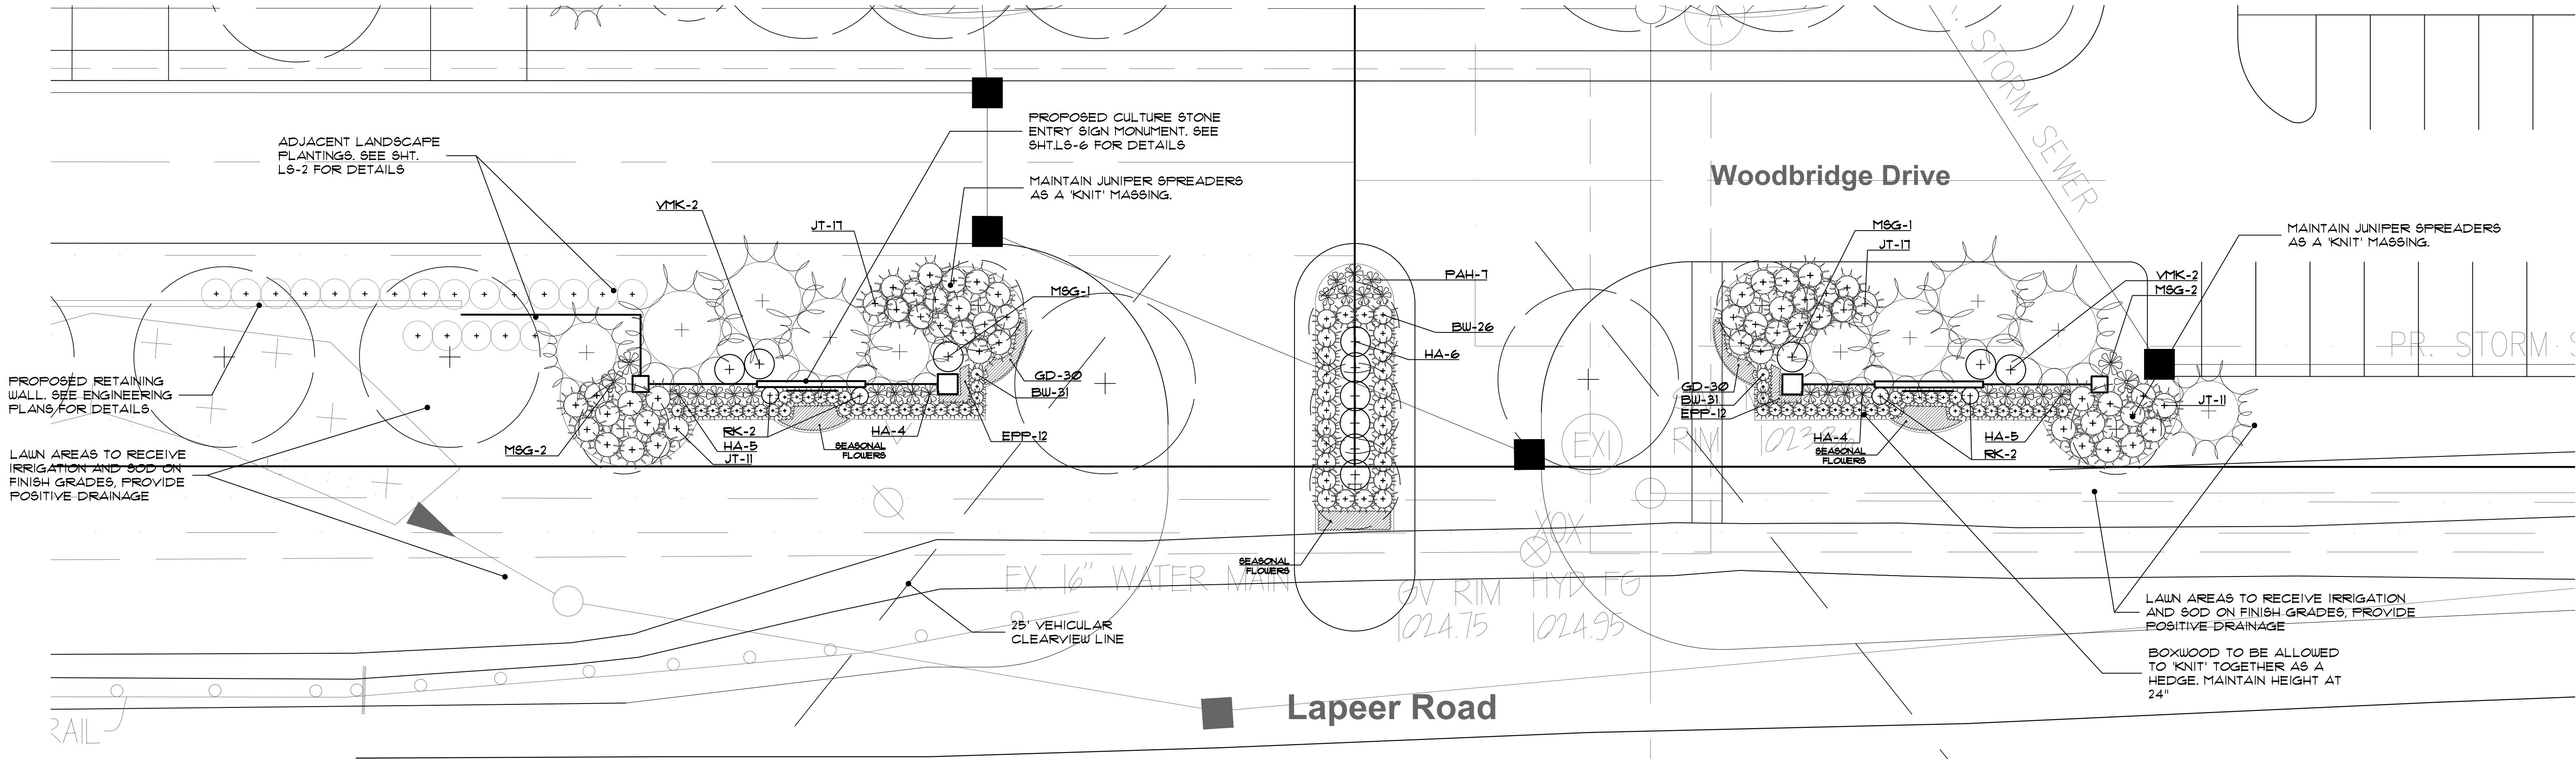 A
STORM SEWER
PROPOSED CULTURE STONE
ENTRY SIGN MONUMENT. SEE
SHT.LS-6 FOR DETAILS
ADJACENT LANDSCAPE
PLANTINGS. SEE SHT.
LS-2 FOR DETAILS
Woodbridge Drive
MAINTAIN JUNIPER SPREADERS
AS A 'KNIT' MASSING.
VMK-2
JT-17
MSG-1
JT-17
MAINTAIN JUNIPER SPREADERS
AS A 'KNIT' MASSING.
PAH-7
VMK-2
MSG-2
MSG-1
BW-26
HA-6
PR. STORM S
PROPOSED RETAINING
WALL. SEE ENGINEERING
PLANS FOR DETAILS
GD-30
BW-31
GD-30
BW-31
EPP-12
JT-11
RK-2
HA-4
EPP-12
MSG-2
HA-5
JT-11
SEASONAL
FLOWERS
EXI
RIM
HA-4
HA-5
SEASONAL
FLOWERS
RK-2
LAWN AREAS TO RECEIVE
IRRIGATION AND SOD ON
FINISH GRADES, PROVIDE
POSITIVE DRAINAGE
XOX
SEASONAL
FLOWERS
EX. 16" WATER MAIN
GV RIM
1024.75
HYD FG
1024.95
LAWN AREAS TO RECEIVE IRRIGATION
AND SOD ON FINISH GRADES, PROVIDE
POSITIVE DRAINAGE
25' VEHICULAR
CLEARVIEW LINE
BOXWOOD TO BE ALLOWED
TO 'KNIT' TOGETHER AS A
HEDGE. MAINTAIN HEIGHT AT
24"
Lapeer Road
RAIL